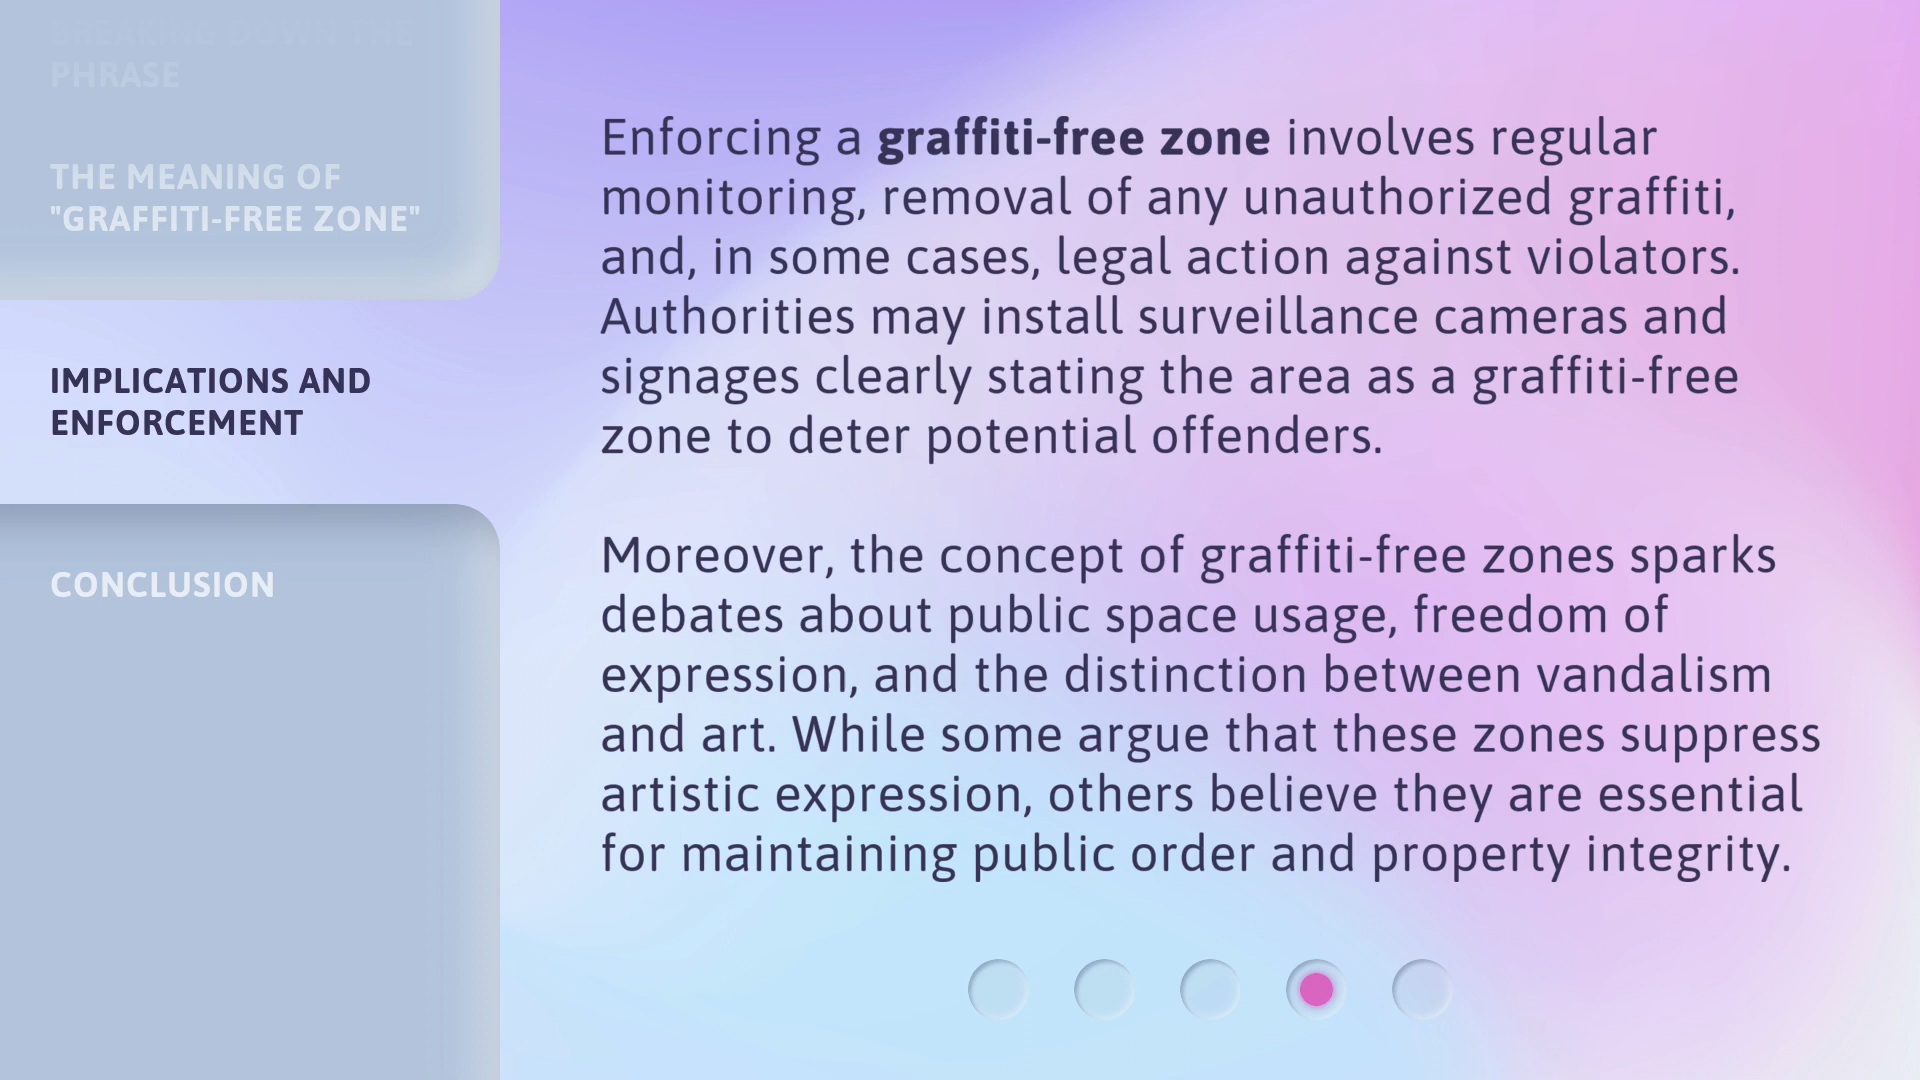 BREAKING DOWN THE
PHRASE
THE MEANING OF
"GRAFFITI-FREE ZONE"
IMPLICATIONS AND
ENFORCEMENT
CONCLUSION
Enforcing a graffiti-free zone involves regular
monitoring, removal of any unauthorized graffiti,
and, in some cases, legal action against violators.
Authorities may install surveillance cameras and
signages clearly stating the area as a graffiti-free
zone to deter potential offenders.
Moreover, the concept of graffiti-free zones sparks
debates about public space usage, freedom of
expression, and the distinction between vandalism
and art. While some argue that these zones suppress
artistic expression, others believe they are essential
for maintaining public order and property integrity.